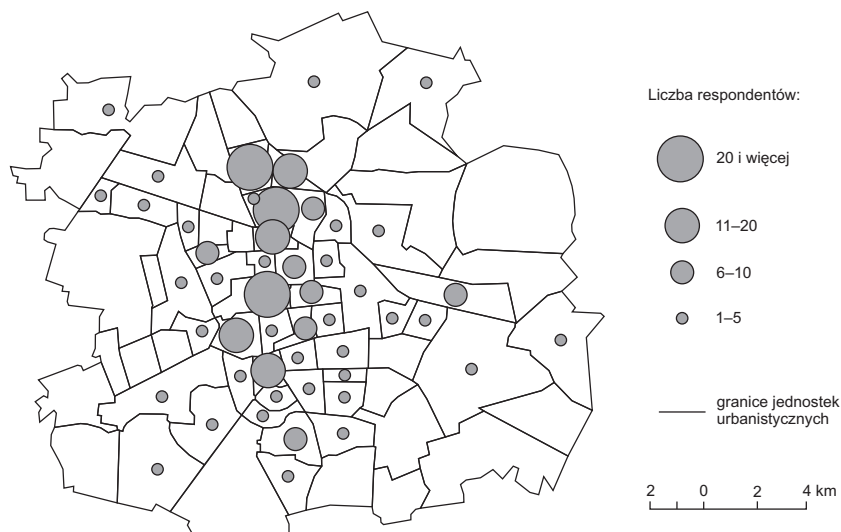 Liczba respondentów:
20 i więcej
11–20
6–10
1–5
granice jednostek
urbanistycznych
2 0 2 4 km